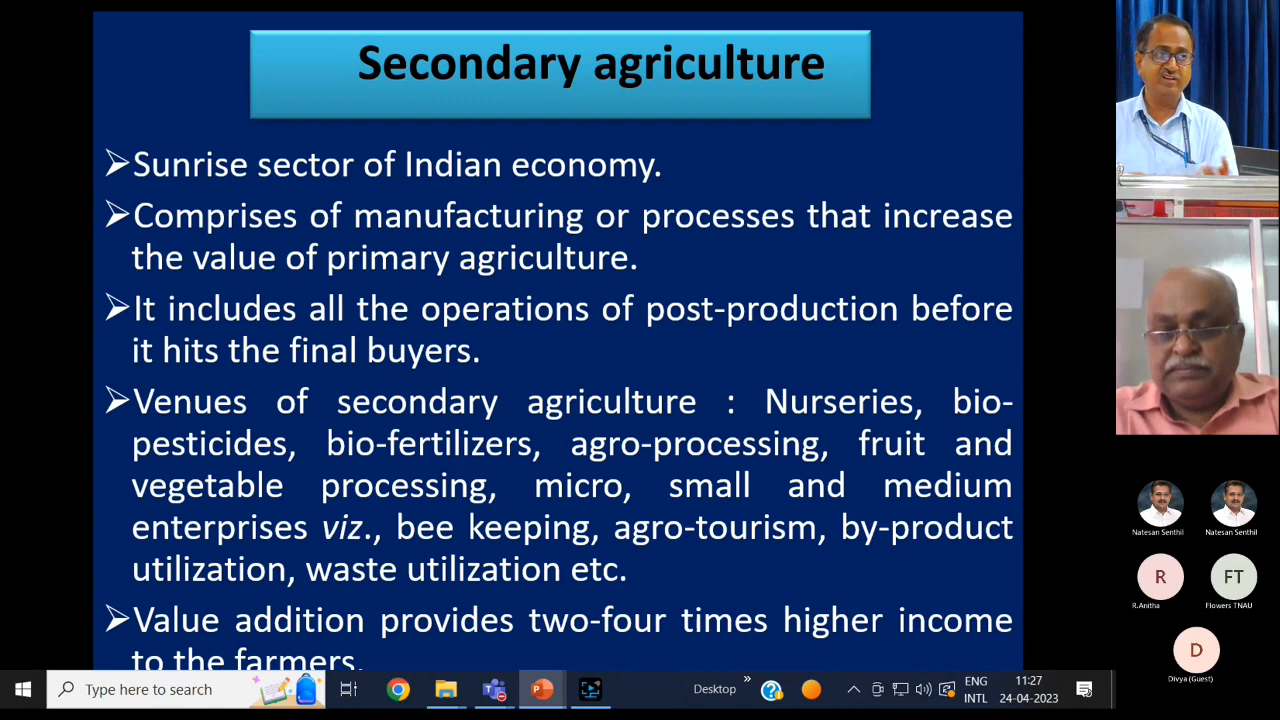 Secondary agriculture
➢Sunrise sector of Indian economy.
➢Comprises of manufacturing or processes that increase
the value of primary agriculture.
➢It includes all the operations of post-production before
it hits the final buyers.
➢Venues of secondary agriculture : Nurseries, bio-
pesticides, bio-fertilizers, agro-processing, fruit and
vegetable processing, micro, small and medium
enterprises viz., bee keeping, agro-tourism, by-product
utilization, waste utilization etc.
➢Value addition provides two-four times higher income
to the farmers.
Natesan Senthil
Natesan Senthil
R
FT
R.Anitha
Flowers TNAU
D
Divya (Guest)
Type here to search
Desktop
»
ENG
INTL
11:27
24-04-2023